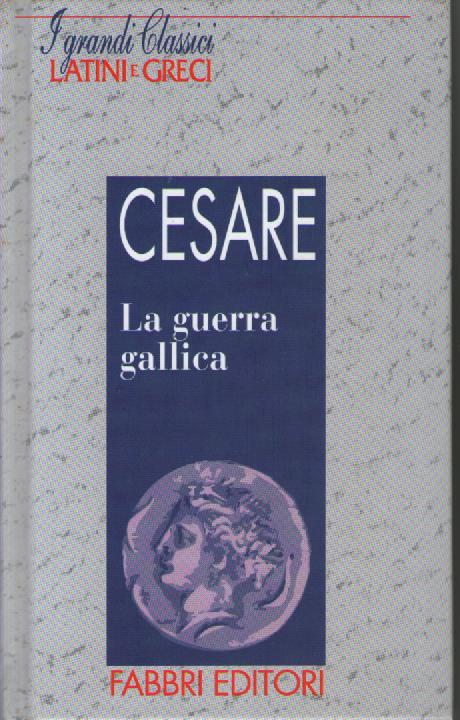 I grandi Classici
LATINI E GRECI
CESARE
La guerra
gallica
FABBRI EDITORI